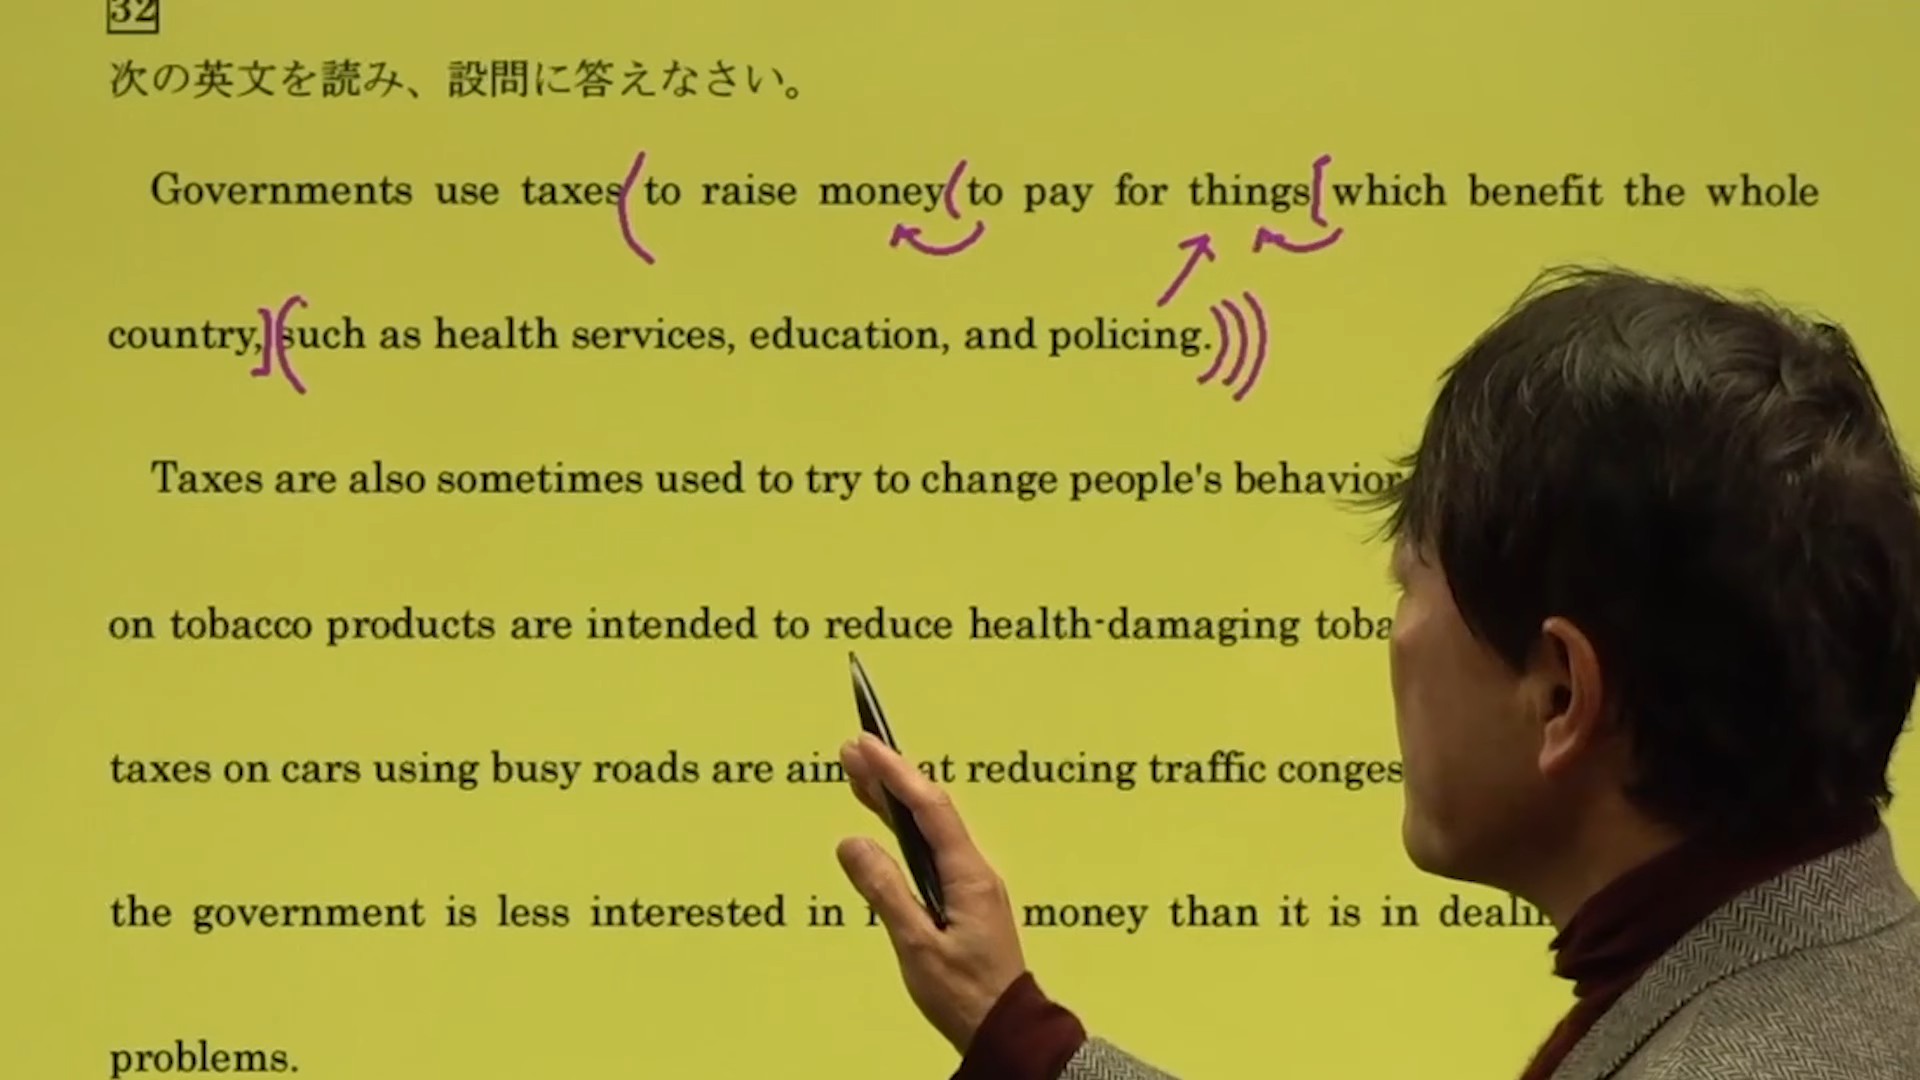 32
次の英文を読み、設問に答えなさい。
Governments use taxes to raise money to pay for things which benefit the whole
country, such as health services, education, and policing.
Taxes are also sometimes used to try to change people's behavior
on tobacco products are intended to reduce health-damaging
taxes on cars using busy roads are at reducing traffic
the government is less interested in money than it is in
problems.